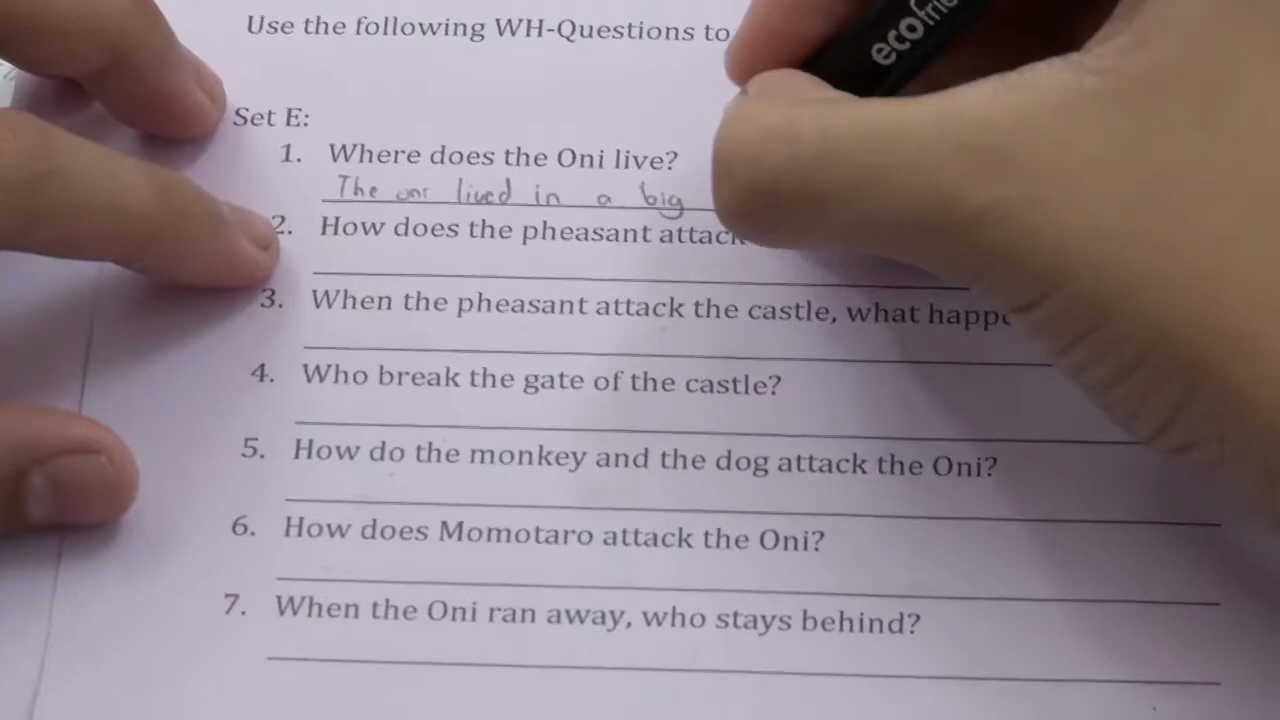 Use the following WH-Questions to
ecofrie
Set E:
1. Where does the Oni live?
The oni lived in a big
2. How does the pheasant attack
3. When the pheasant attack the castle, what happe
4. Who break the gate of the castle?
5. How do the monkey and the dog attack the Oni?
6. How does Momotaro attack the Oni?
7. When the Oni ran away, who stays behind?